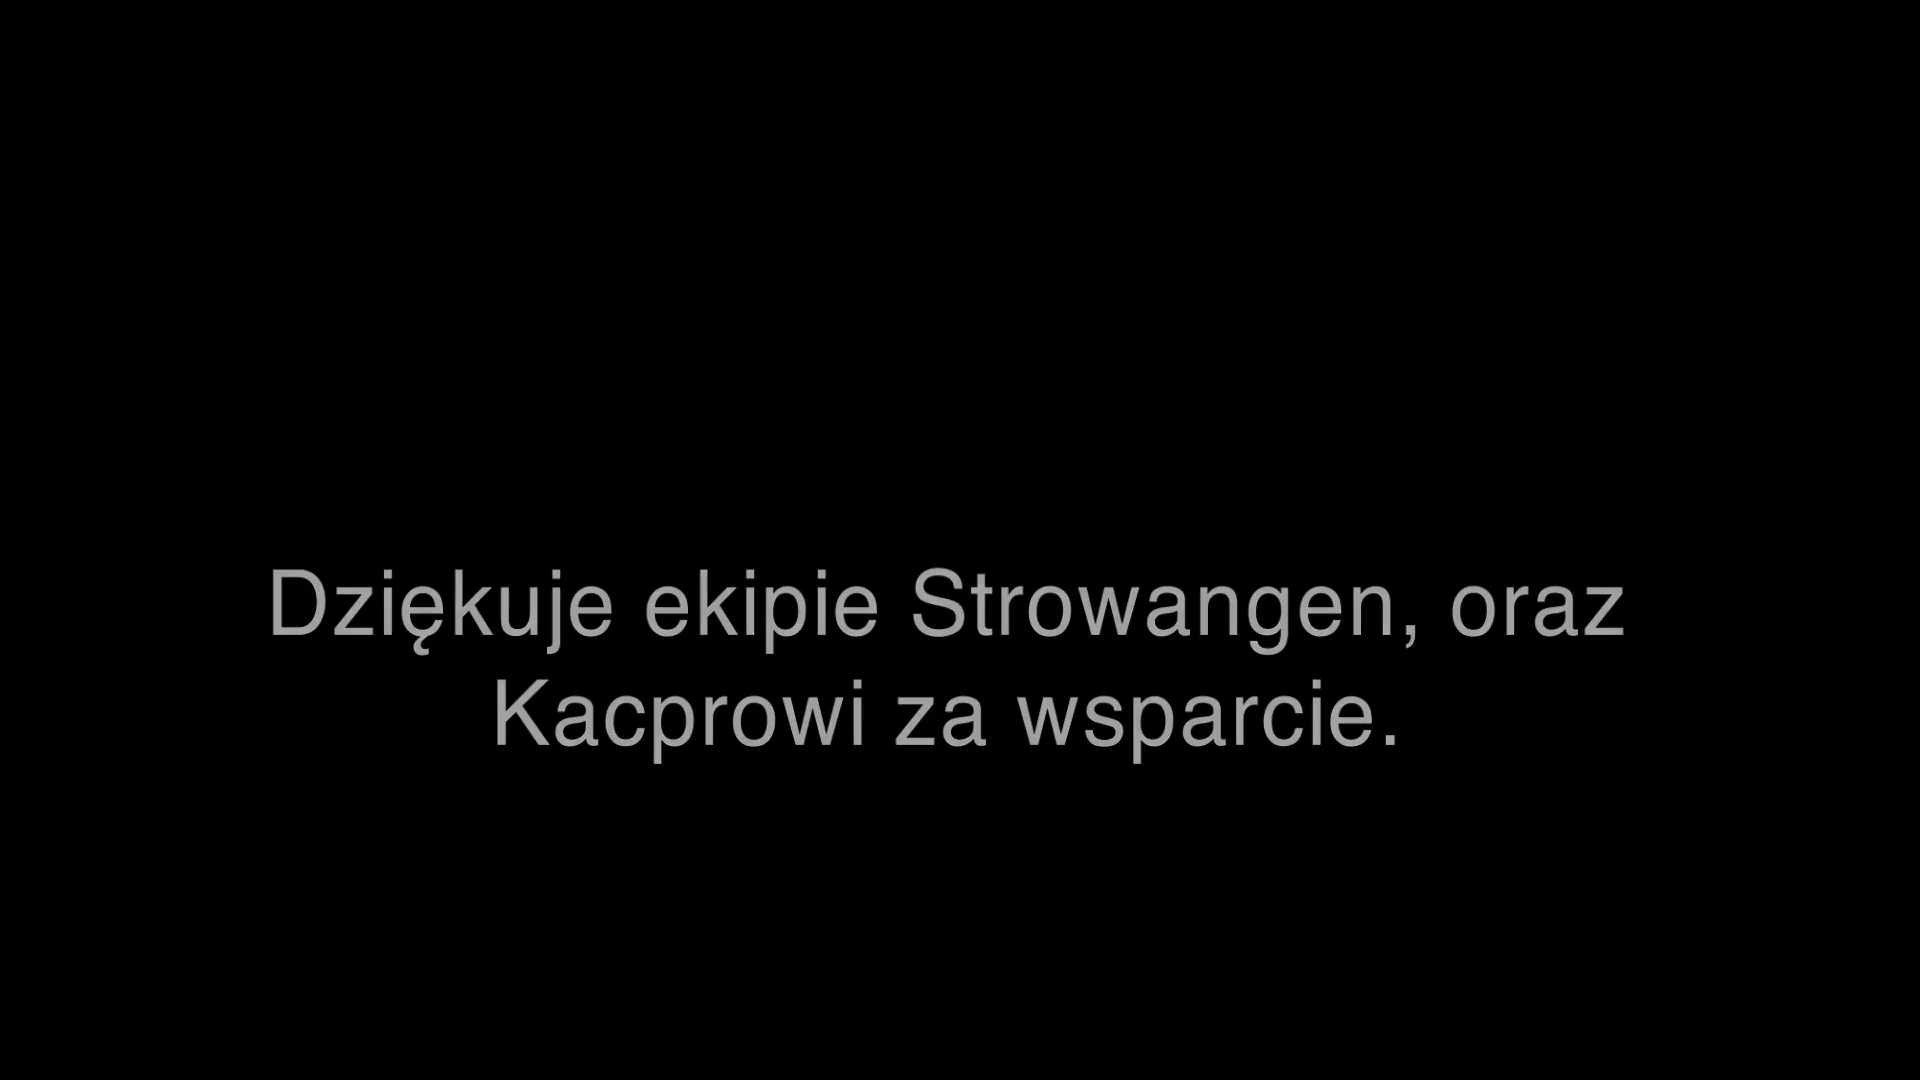 Dziękuje ekipie Strowangen, oraz
Kacprowi za wsparcie.